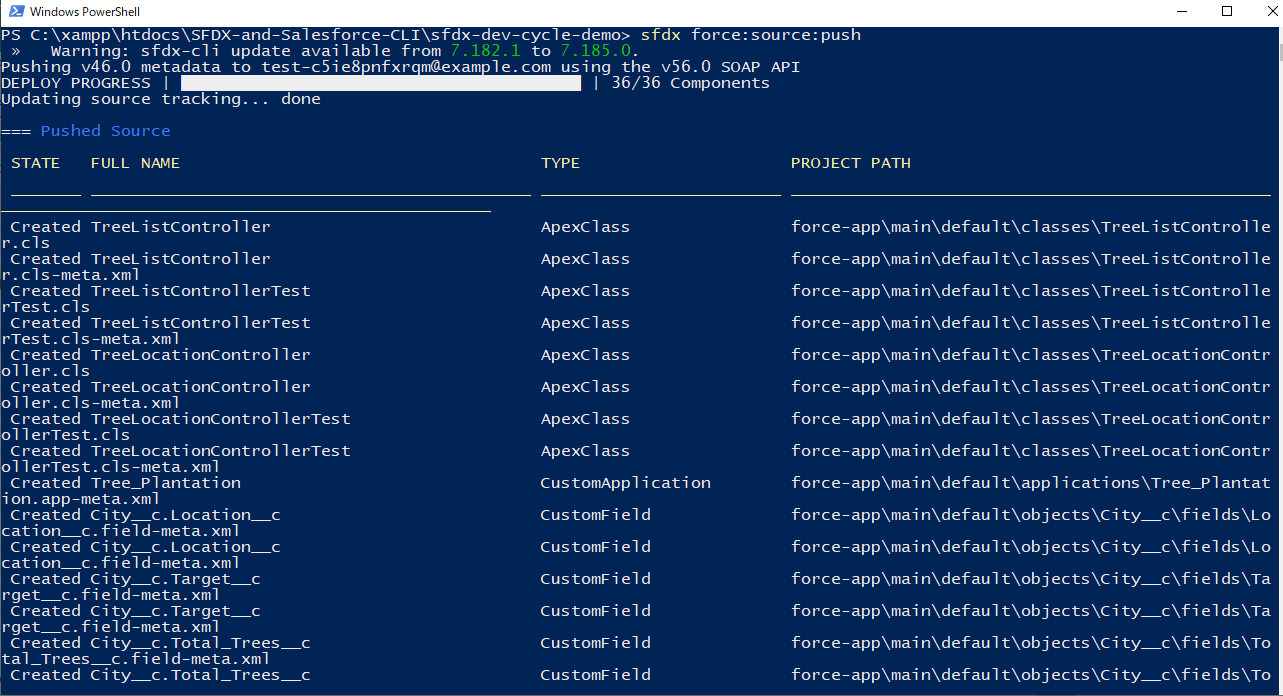 Windows PowerShell
PS C:\xampp\htdocs\SFDX-and-Salesforce-CLI\sfdx-dev-cycle-demo> sfdx force:source:push
» Warning: sfdx-cli update available from 7.182.1 to 7.185.0.
Pushing v46.0 metadata to test-c5ie8pnfxrqm@example.com using the v56.0 SOAP API
DEPLOY PROGRESS | | 36/36 Components
Updating source tracking... done
=== Pushed Source
STATE FULL NAME TYPE PROJECT PATH
Created TreeListController ApexClass force-app\main\default\classes\TreeListControlle
r.cls
Created TreeListController ApexClass force-app\main\default\classes\TreeListControlle
r.cls-meta.xml
Created TreeListControllerTest ApexClass force-app\main\default\classes\TreeListControlle
rTest.cls
Created TreeListControllerTest ApexClass force-app\main\default\classes\TreeListControlle
rTest.cls-meta.xml
Created TreeLocationController ApexClass force-app\main\default\classes\TreeLocationContr
oller.cls
Created TreeLocationController ApexClass force-app\main\default\classes\TreeLocationContr
oller.cls-meta.xml
Created TreeLocationControllerTest ApexClass force-app\main\default\classes\TreeLocationContr
ollerTest.cls
Created TreeLocationControllerTest ApexClass force-app\main\default\classes\TreeLocationContr
ollerTest.cls-meta.xml
Created Tree_Plantation CustomApplication force-app\main\default\applications\Tree_Plantat
ion.app-meta.xml
Created City__c.Location__c CustomField force-app\main\default\objects\City__c\fields\Lo
cation__c.field-meta.xml
Created City__c.Location__c CustomField force-app\main\default\objects\City__c\fields\Lo
cation__c.field-meta.xml
Created City__c.Target__c CustomField force-app\main\default\objects\City__c\fields\Ta
rget__c.field-meta.xml
Created City__c.Target__c CustomField force-app\main\default\objects\City__c\fields\Ta
rget__c.field-meta.xml
Created City__c.Total_Trees__c CustomField force-app\main\default\objects\City__c\fields\To
tal_Trees__c.field-meta.xml
Created City__c.Total_Trees__c CustomField force-app\main\default\objects\City__c\fields\To